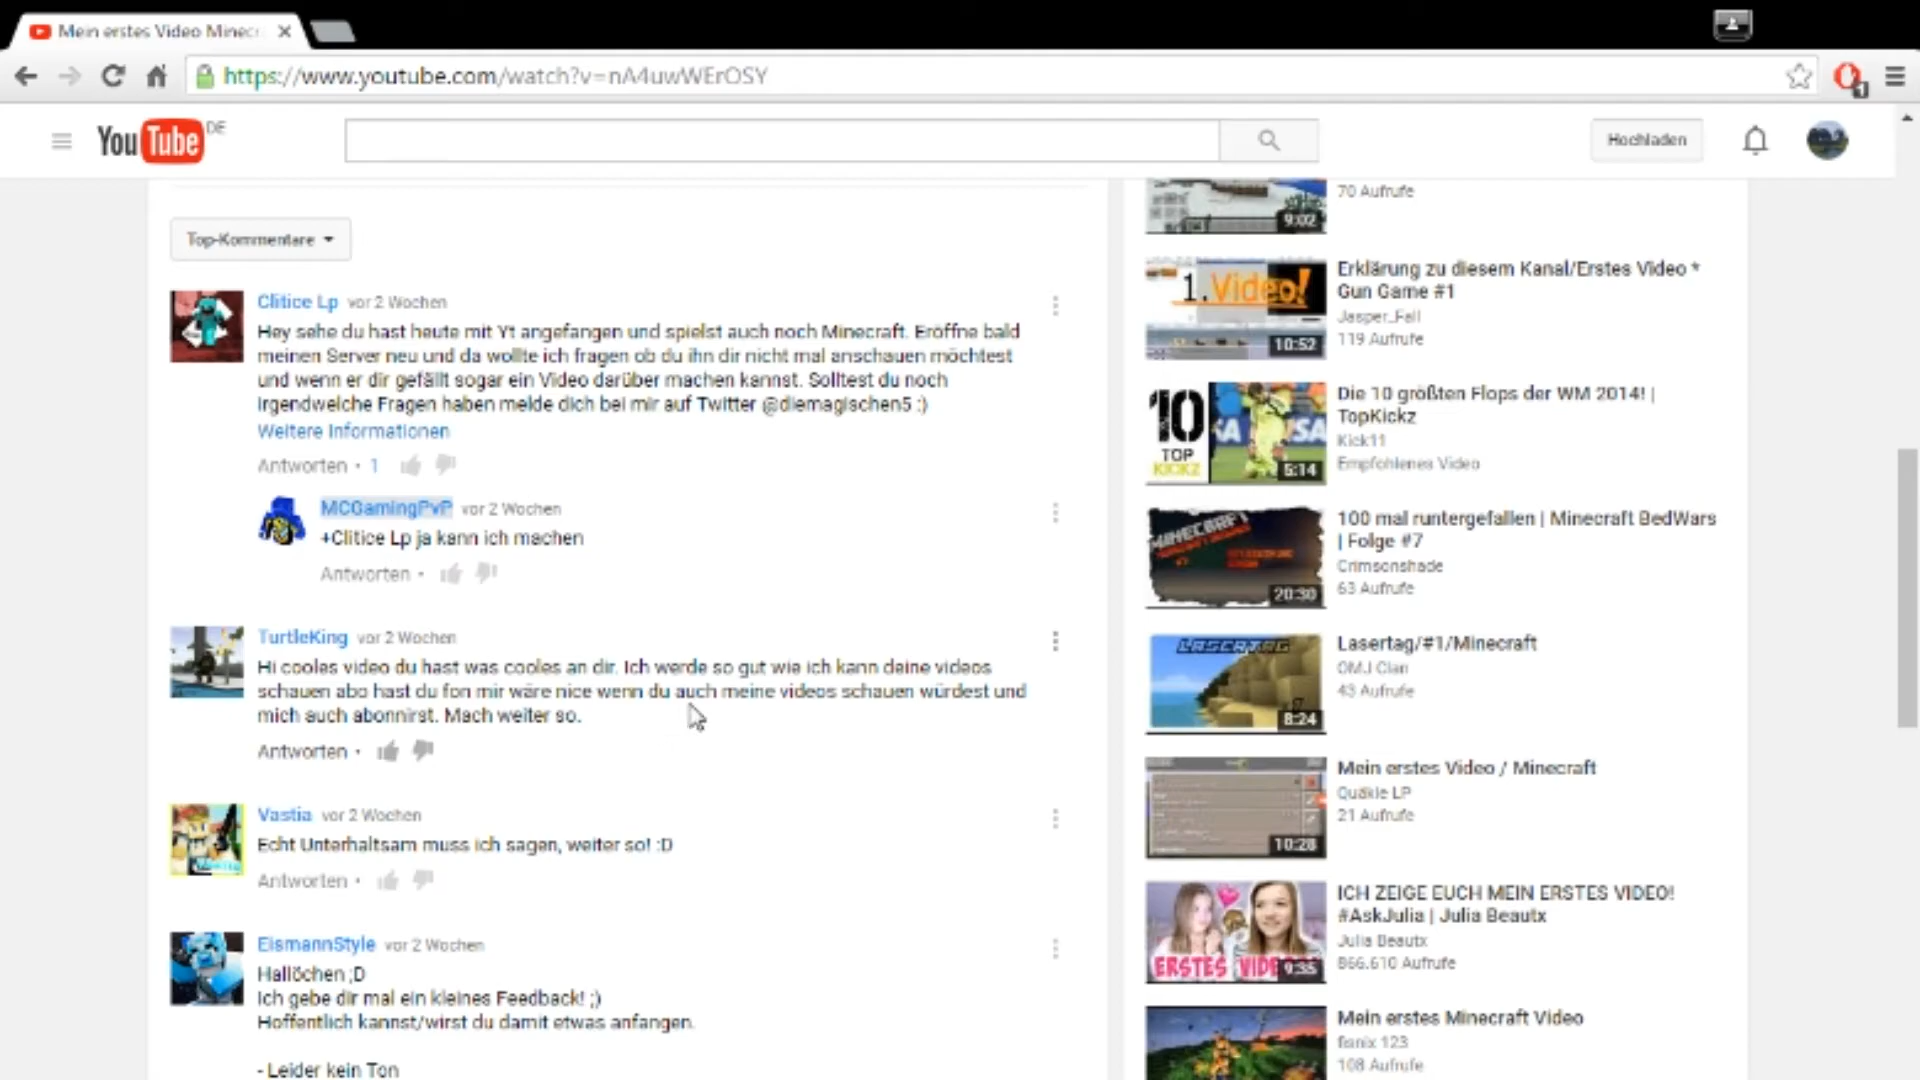 Mein erstes Video Minec
https://www.youtube.com/watch?v=nA4uwWErOSY
YouTube DE
Hochladen
Top-Kommentare
Clitice Lp vor 2 Wochen
Hey sehe du hast heute mit Yt angefangen und spielst auch noch Minecraft. Eröffne bald
meinen Server neu und da wollte ich fragen ob du ihn dir nicht mal anschauen möchtest
und wenn er dir gefällt sogar ein Video darüber machen kannst. Solltest du noch
irgendwelche Fragen haben melde dich bei mir auf Twitter @diemagischen5 :)
Weitere Informationen
Antworten • 1
MCGamingPvP vor 2 Wochen
+Clitice Lp ja kann ich machen
Antworten •
TurtleKing vor 2 Wochen
Hi cooles video du hast was cooles an dir. Ich werde so gut wie ich kann deine videos
schauen abo hast du fon mir wäre nice wenn du auch meine videos schauen würdest und
mich auch abonnirst. Mach weiter so.
Antworten •
Vastia vor 2 Wochen
Echt Unterhaltsam muss ich sagen, weiter so! :D
Antworten •
EismannStyle vor 2 Wochen
Hallöchen ;D
Ich gebe dir mal ein kleines Feedback! ;)
Hoffentlich kannst/wirst du damit etwas anfangen.
- Leider kein Ton
70 Aufrufe
9:02
1. Video!
10:52
Erklärung zu diesem Kanal/Erstes Video *
Gun Game #1
Jasper_Fall
119 Aufrufe
10
TOP
KICKZ
5:14
Die 10 größten Flops der WM 2014! |
TopKickz
Kick11
Empfohlenes Video
MINECRAFT
20:30
100 mal runtergefallen | Minecraft BedWars
| Folge #7
Crimsonshade
63 Aufrufe
LASERTAG
8:24
Lasertag/#1/Minecraft
OMJ Clan
43 Aufrufe
10:28
Mein erstes Video / Minecraft
Quäkle LP
21 Aufrufe
ERSTES VIDE
9:35
ICH ZEIGE EUCH MEIN ERSTES VIDEO!
#AskJulia | Julia Beautx
Julia Beautx
866.610 Aufrufe
Mein erstes Minecraft Video
123
108 Aufrufe